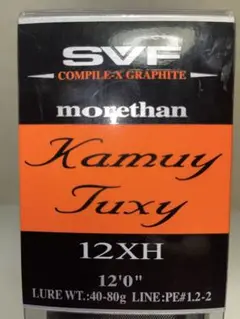 SVF
COMPILE-X GRAPHITE
morethan
Kamuy
Tuxy
12XH
12'0"
LURE WT.:40-80g LINE:PE#1.2-2